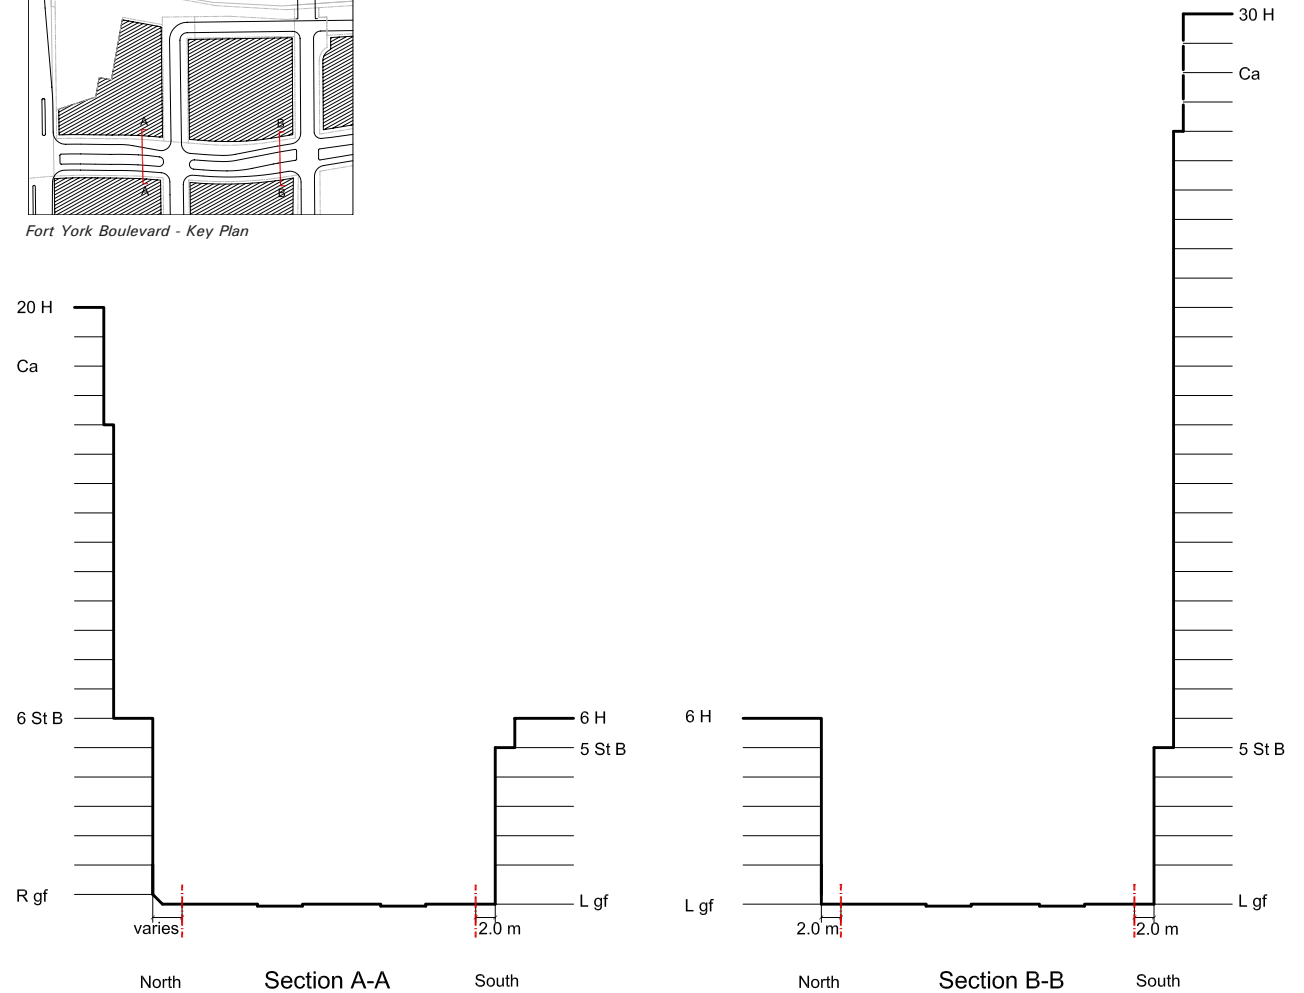 A
B
A
B
Fort York Boulevard - Key Plan
30 H
Ca
20 H
Ca
6 St B
6 H
5 St B
6 H
5 St B
R gf
L gf
L gf
L gf
varies
2.0 m
2.0 m
2.0 m
North
Section A-A
South
North
Section B-B
South